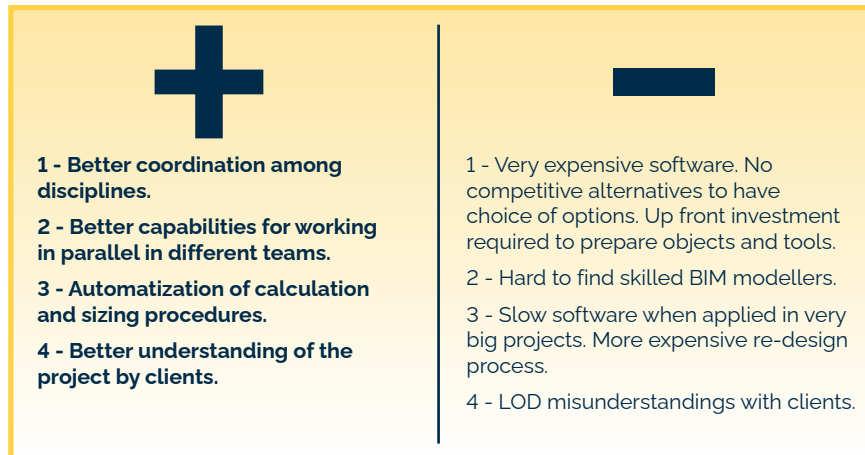 1 - Better coordination among
disciplines.
2 - Better capabilities for working
in parallel in different teams.
3 - Automatization of calculation
and sizing procedures.
4 - Better understanding of the
project by clients.
1 - Very expensive software. No
competitive alternatives to have
choice of options. Up front investment
required to prepare objects and tools.
2 - Hard to find skilled BIM modellers.
3 - Slow software when applied in very
big projects. More expensive re-design
process.
4 - LOD misunderstandings with clients.